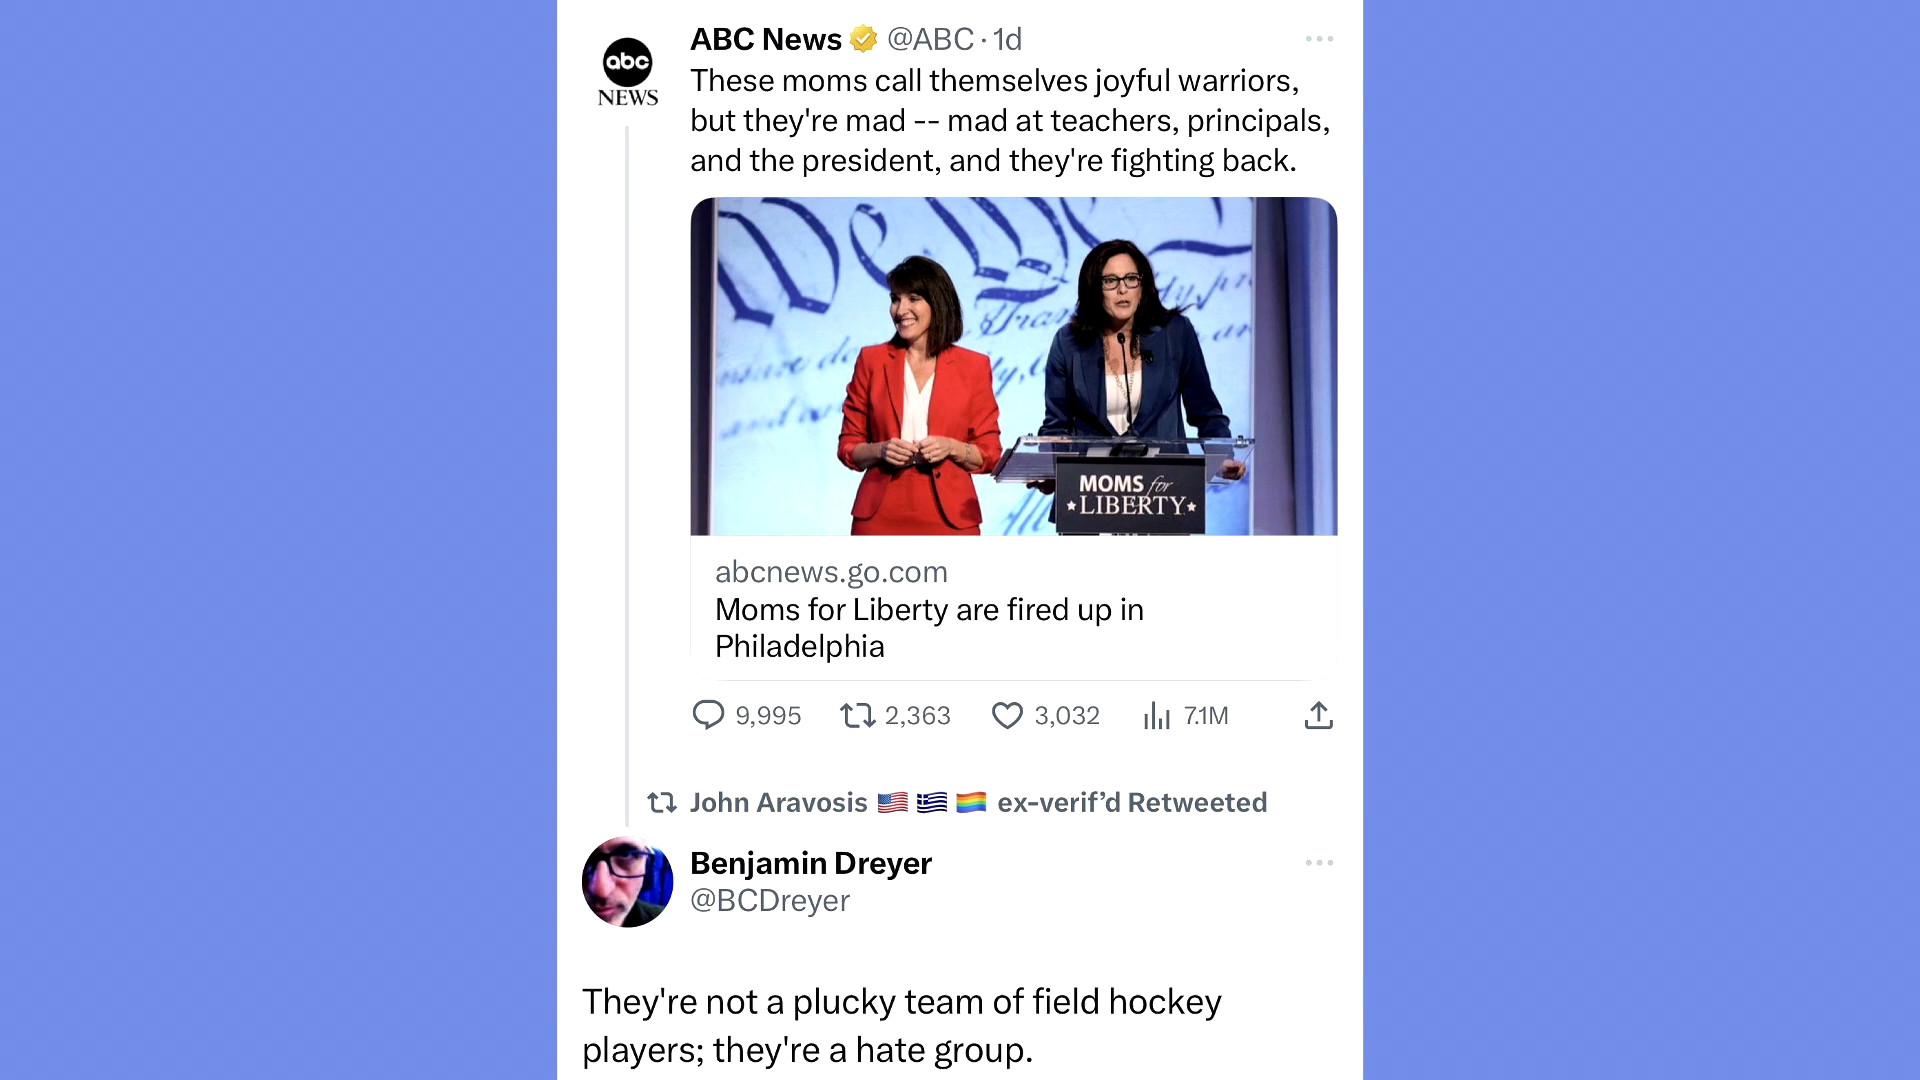 ABC News @ABC · 1d
abc
NEWS
These moms call themselves joyful warriors,
but they're mad -- mad at teachers, principals,
and the president, and they're fighting back.
We the
MOMS for
LIBERTY
abcnews.go.com
Moms for Liberty are fired up in
Philadelphia
9,995 2,363 3,032 7.1M
John Aravosis 🇺🇸 🇬🇷 🏳️‍🌈 ex-verif’d Retweeted
Benjamin Dreyer
@BCDreyer
They're not a plucky team of field hockey
players; they're a hate group.